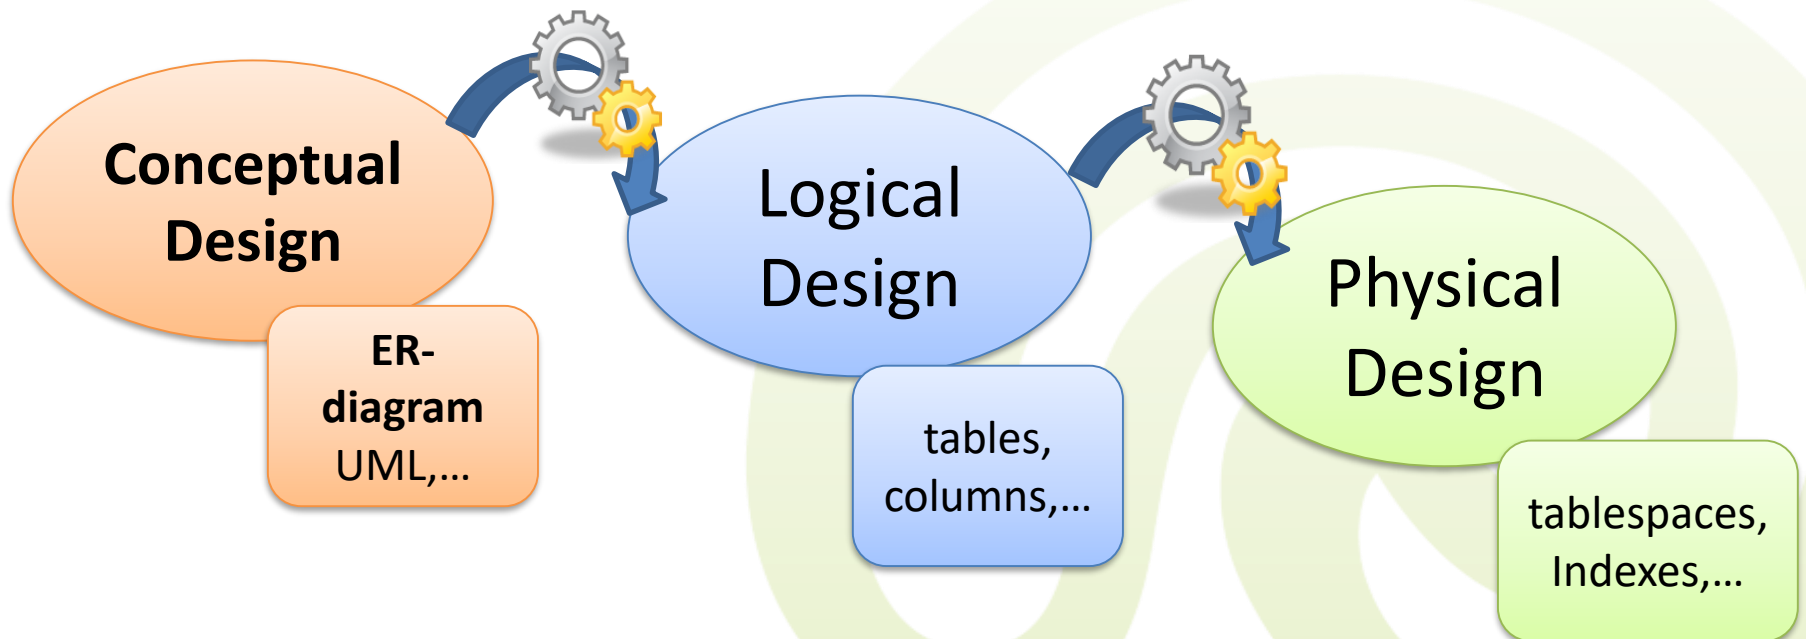 Conceptual
Design
ER-
diagram
UML,...
Logical
Design
tables,
columns,...
Physical
Design
tablespaces,
Indexes,...